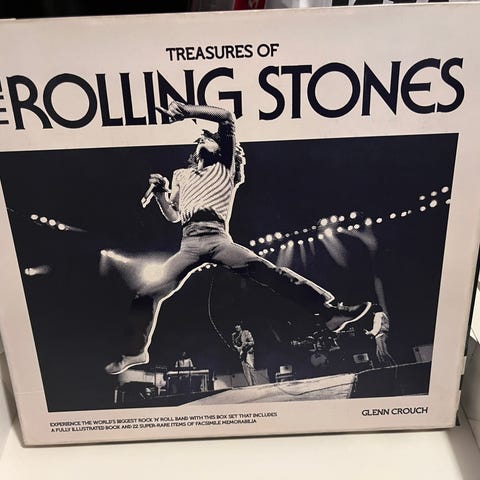 TREASURES OF
THE ROLLING STONES
EXPERIENCE THE WORLD'S BIGGEST ROCK 'N' ROLL BAND WITH THIS BOX SET THAT INCLUDES
A FULLY ILLUSTRATED BOOK AND 22 SUPER-RARE ITEMS OF FACSIMILE MEMORABILIA
GLENN CROUCH